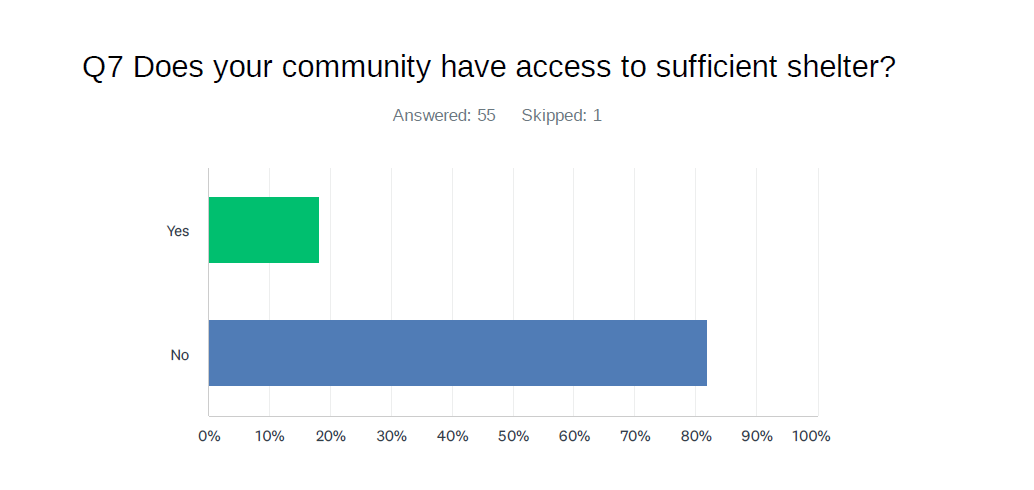 Q7 Does your community have access to sufficient shelter?
Answered: 55 Skipped: 1
Yes
No
0% 10% 20% 30% 40% 50% 60% 70% 80% 90% 100%